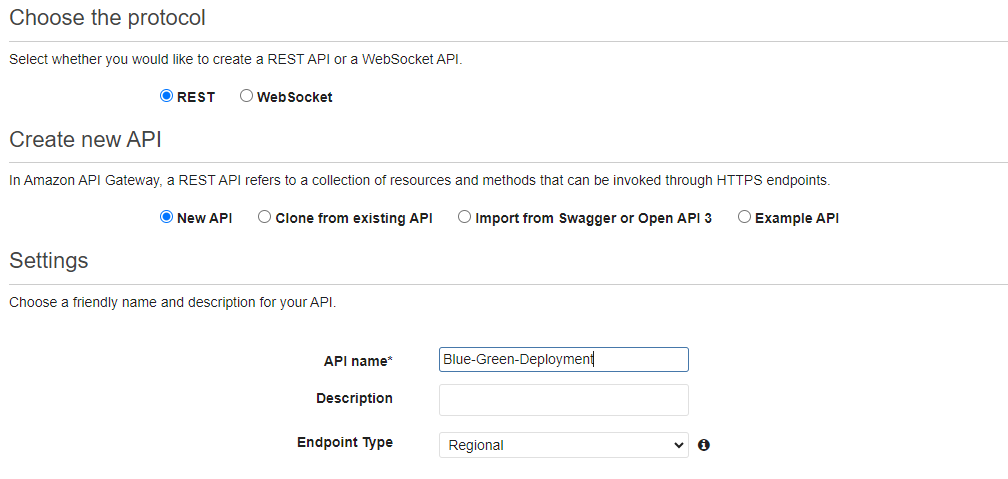 Choose the protocol
Select whether you would like to create a REST API or a WebSocket API.
REST WebSocket
Create new API
In Amazon API Gateway, a REST API refers to a collection of resources and methods that can be invoked through HTTPS endpoints.
New API Clone from existing API Import from Swagger or Open API 3 Example API
Settings
Choose a friendly name and description for your API.
API name* Blue-Green-Deployment
Description
Endpoint Type Regional